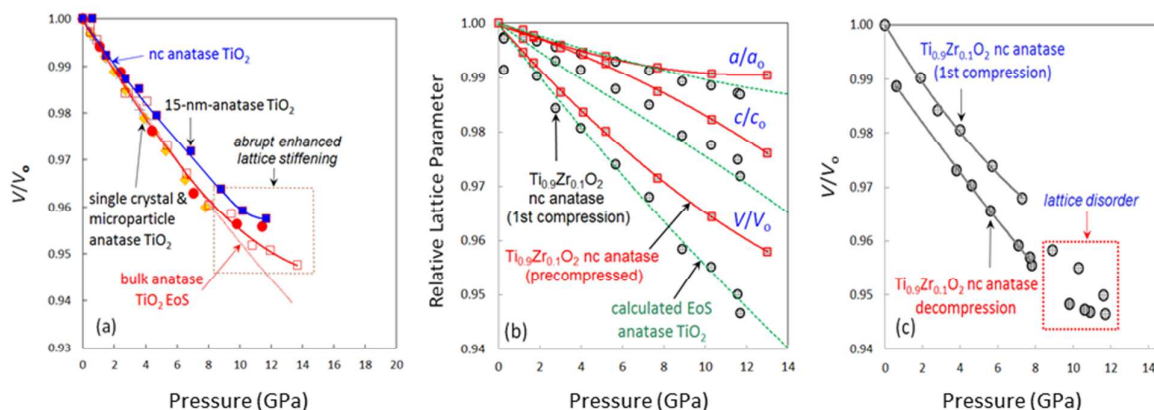 1.00
0.99
0.98
0.97
0.96
0.95
0.94
0.93
V/Vo
0 2 4 6 8 10 12 14 16 18 20
Pressure (GPa)
nc anatase TiO2
15-nm-anatase TiO2
abrupt enhanced
lattice stiffening
single crystal &
microparticle
anatase TiO2
bulk anatase
TiO2 EoS
(a)
1.00
0.99
0.98
0.97
0.96
0.95
0.94
Relative Lattice Parameter
0 2 4 6 8 10 12 14
Pressure (GPa)
a/ao
c/co
V/Vo
Ti0.9Zr0.1O2
nc anatase
(1st compression)
Ti0.9Zr0.1O2 nc anatase
(precompressed)
calculated EoS
anatase TiO2
(b)
1.00
0.99
0.98
0.97
0.96
0.95
0.94
V/Vo
0 2 4 6 8 10 12 14
Pressure (GPa)
Ti0.9Zr0.1O2 nc anatase
(1st compression)
lattice disorder
Ti0.9Zr0.1O2 nc anatase
decompression
(c)